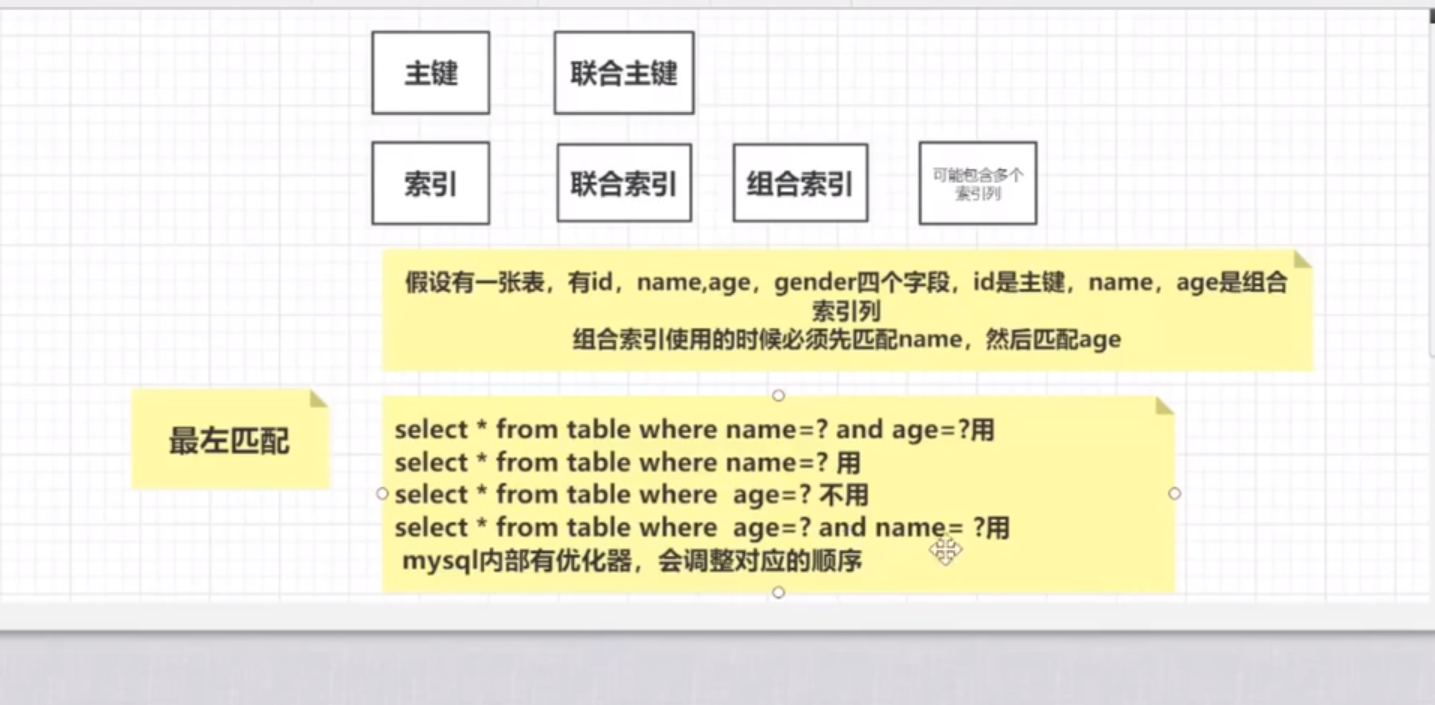 主键
联合主键
索引
联合索引
组合索引
可能包含多个
索引列
假设有一张表，有id，name,age，gender四个字段，id是主键，name，age是组合
索引列
组合索引使用的时候必须先匹配name，然后匹配age
最左匹配
select * from table where name=? and age=?用
select * from table where name=? 用
select * from table where  age=? 不用
select * from table where  age=? and name= ?用
mysql内部有优化器，会调整对应的顺序